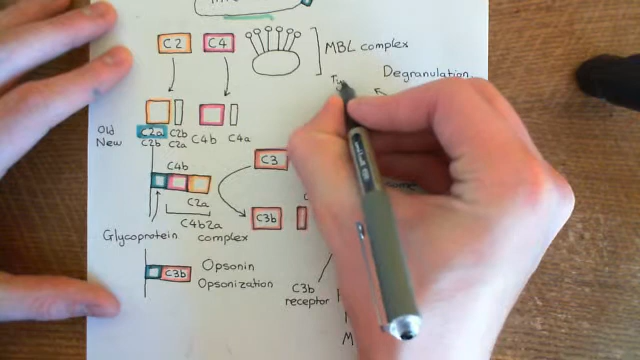 C2
C4
MBL complex
Degranulation
Ty
Old
C2a
C2b
C4b
C4a
New
C2b
C2a
C3
C4b
C2a
C4b2a
C3b
Glycoprotein
complex
C3b
Opsonin
Opsonization
C3b
receptor
M